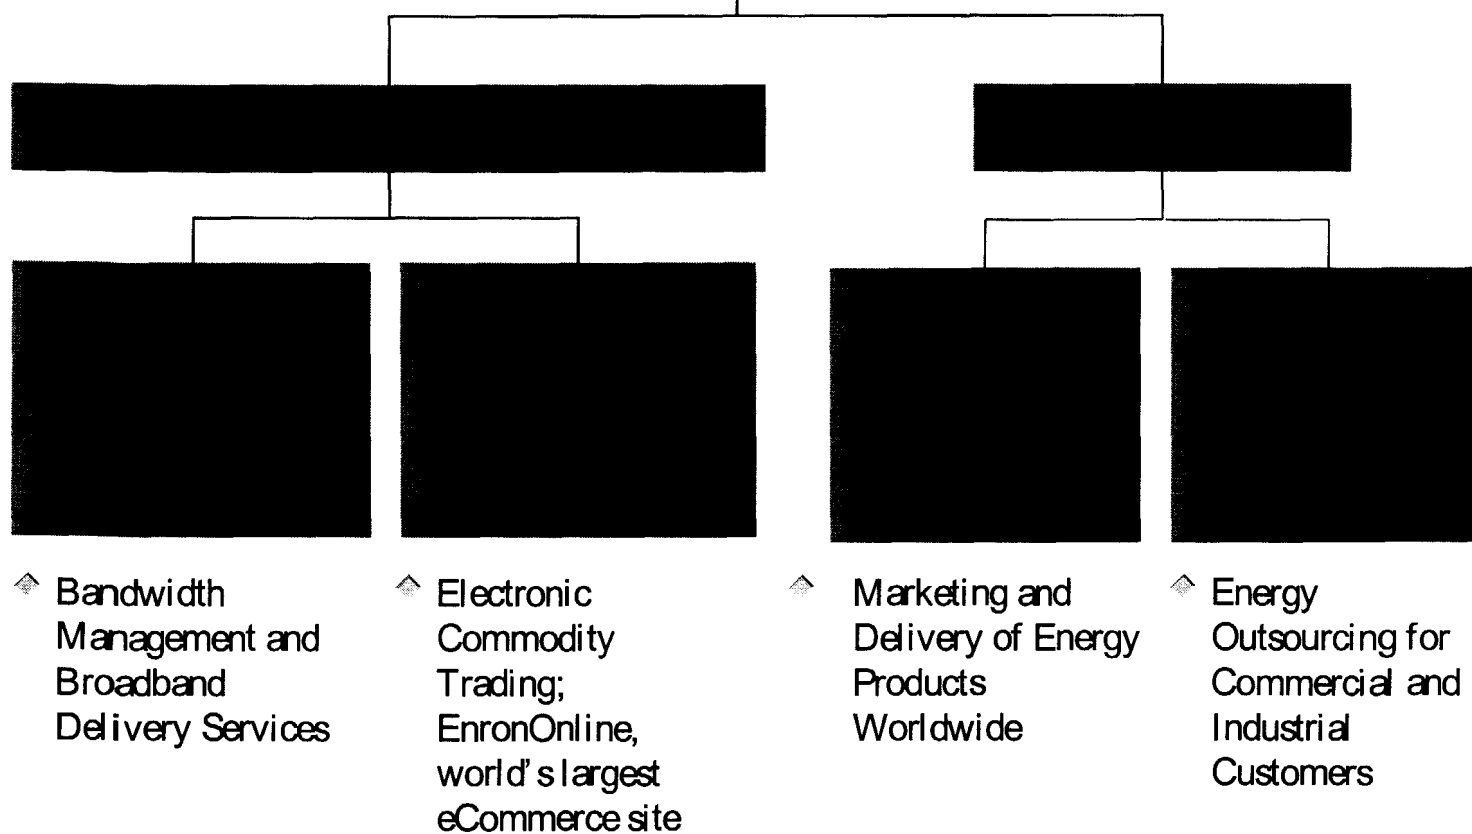 Bandwidth
Management and
Broadband
Delivery Services
Electronic
Commodity
Trading;
EnronOnline,
world's largest
eCommerce site
Marketing and
Delivery of Energy
Products
Worldwide
Energy
Outsourcing for
Commercial and
Industrial
Customers